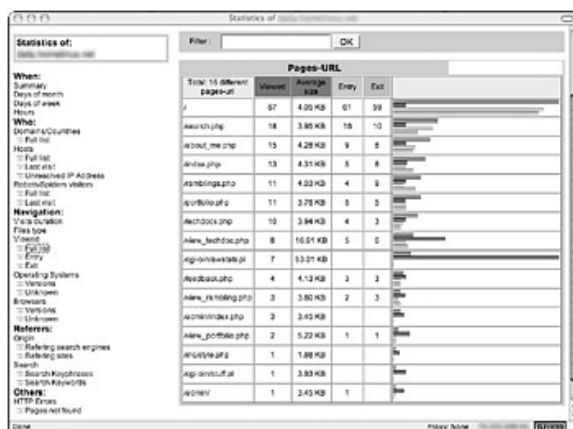 Statistics of
Statistics of:
Filter :
OK
When:
Summary
Days of month
Days of week
Hours
Who:
Domains/Countries
Full list
Hosts
Full list
Last visit
Unresolved IP Address
Robots/Spiders visitors
Full list
Last visit
Navigation:
Visits duration
Files type
Viewed
Full list
Entry
Exit
Operating Systems
Versions
Unknown
Browsers
Versions
Unknown
Referers:
Origin
Refering search engines
Refering sites
Search
Search Keyphrases
Search Keywords
Others:
HTTP Errors
Pages not found
Pages-URL
Total: 16 different pages-url Viewed Average size Entry Exit
/ 67 4.05 KB 61 59
/search.php 18 3.95 KB 16 10
/about_me.php 15 4.28 KB 9 8
/index.php 13 4.31 KB 5 8
/ramblings.php 11 4.03 KB 4 9
/portfolio.php 11 3.78 KB 5 5
/techdocs.php 10 3.94 KB 4 3
/view_techdoc.php 8 16.01 KB 5 6
/cgi-bin/awstats.pl 7 53.01 KB
/feedback.php 4 4.13 KB 3 3
/view_rambling.php 3 3.80 KB 2 3
/admin/index.php 3 3.45 KB
/view_portfolio.php 2 5.22 KB 1 1
1 1.88 KB
/cgi-bin/stuff.pl 1 3.93 KB
/admin/ 1 3.45 KB 1
Done
Proxy: None